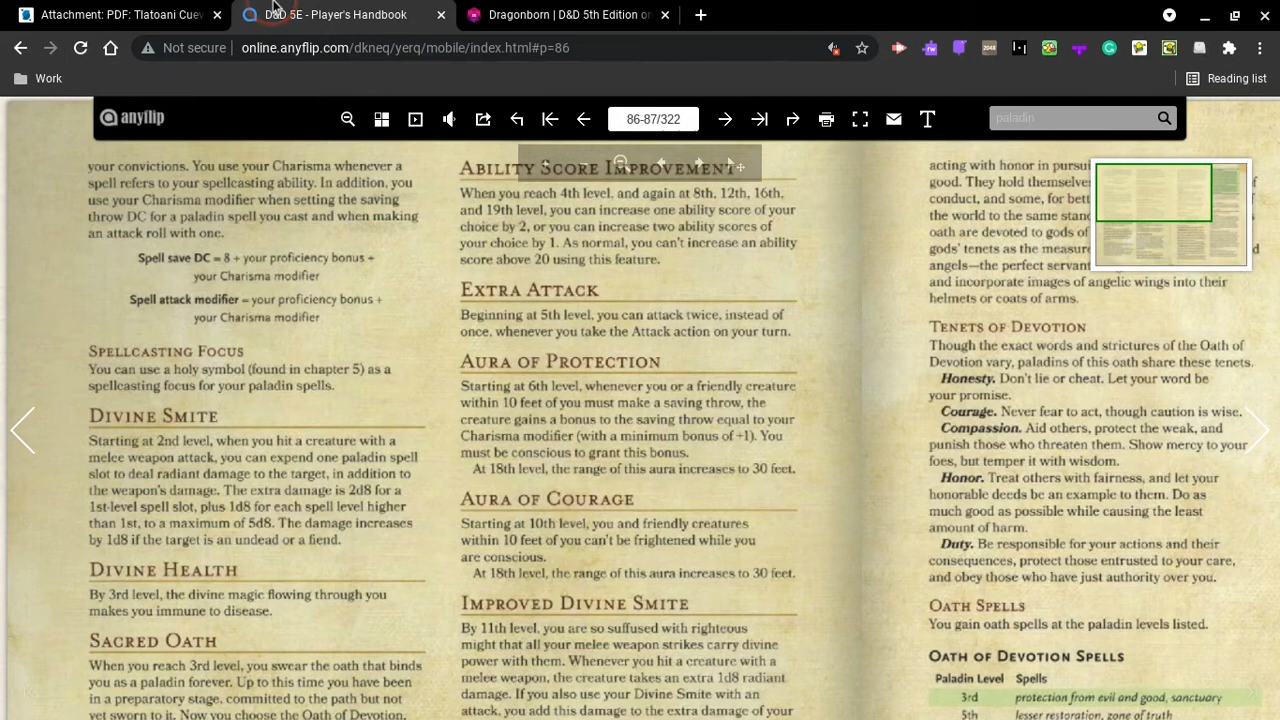 Attachment: PDF: Tlatoani Cuev
D&D 5E - Player's Handbook
Dragonborn | D&D 5th Edition on
Not secure
online.anyflip.com/dkneq/yerq/mobile/index.html#p=86
Work
Reading list
anyflip
86-87/322
paladin
your convictions. You use your Charisma whenever a
spell refers to your spellcasting ability. In addition, you
use your Charisma modifier when setting the saving
throw DC for a paladin spell you cast and when making
an attack roll with one.
Spell save DC = 8 + your proficiency bonus +
your Charisma modifier
Spell attack modifier = your proficiency bonus +
your Charisma modifier
SPELLCASTING FOCUS
You can use a holy symbol (found in chapter 5) as a
spellcasting focus for your paladin spells.
DIVINE SMITE
Starting at 2nd level, when you hit a creature with a
melee weapon attack, you can expend one paladin spell
slot to deal radiant damage to the target, in addition to
the weapon's damage. The extra damage is 2d8 for a
1st-level spell slot, plus 1d8 for each spell level higher
than 1st, to a maximum of 5d8. The damage increases
by 1d8 if the target is an undead or a fiend.
DIVINE HEALTH
By 3rd level, the divine magic flowing through you
makes you immune to disease.
SACRED OATH
When you reach 3rd level, you swear the oath that binds
you as a paladin forever. Up to this time you have been
in a preparatory stage, committed to the path but not
yet sworn to it. Now you choose the Oath of Devotion,
ABILITY SCORE IMPROVEMENT
When you reach 4th level, and again at 8th, 12th, 16th,
and 19th level, you can increase one ability score of your
choice by 2, or you can increase two ability scores of
your choice by 1. As normal, you can't increase an ability
score above 20 using this feature.
EXTRA ATTACK
Beginning at 5th level, you can attack twice, instead of
once, whenever you take the Attack action on your turn.
AURA OF PROTECTION
Starting at 6th level, whenever you or a friendly creature
within 10 feet of you must make a saving throw, the
creature gains a bonus to the saving throw equal to your
Charisma modifier (with a minimum bonus of +1). You
must be conscious to grant this bonus.
At 18th level, the range of this aura increases to 30 feet.
AURA OF COURAGE
Starting at 10th level, you and friendly creatures
within 10 feet of you can't be frightened while you
are conscious.
At 18th level, the range of this aura increases to 30 feet.
IMPROVED DIVINE SMITE
By 11th level, you are so suffused with righteous
might that all your melee weapon strikes carry divine
power with them. Whenever you hit a creature with a
melee weapon, the creature takes an extra 1d8 radiant
damage. If you also use your Divine Smite with an
attack, you add this damage to the extra damage of your
acting with honor in pursui
good. They hold themselve
conduct, and some, for bett
the world to the same stand
oath are devoted to gods of
gods' tenets as the measure
angels—the perfect servant
and incorporate images of angelic wings into their
helmets or coats of arms.
TENETS OF DEVOTION
Though the exact words and strictures of the Oath of
Devotion vary, paladins of this oath share these tenets.
Honesty. Don't lie or cheat. Let your word be
your promise.
Courage. Never fear to act, though caution is wise.
Compassion. Aid others, protect the weak, and
punish those who threaten them. Show mercy to your
foes, but temper it with wisdom.
Honor. Treat others with fairness, and let your
honorable deeds be an example to them. Do as
much good as possible while causing the least
amount of harm.
Duty. Be responsible for your actions and their
consequences, protect those entrusted to your care,
and obey those who have just authority over you.
OATH SPELLS
You gain oath spells at the paladin levels listed.
OATH OF DEVOTION SPELLS
Paladin Level Spells
3rd protection from evil and good, sanctuary
5th lesser restoration, zone of truth